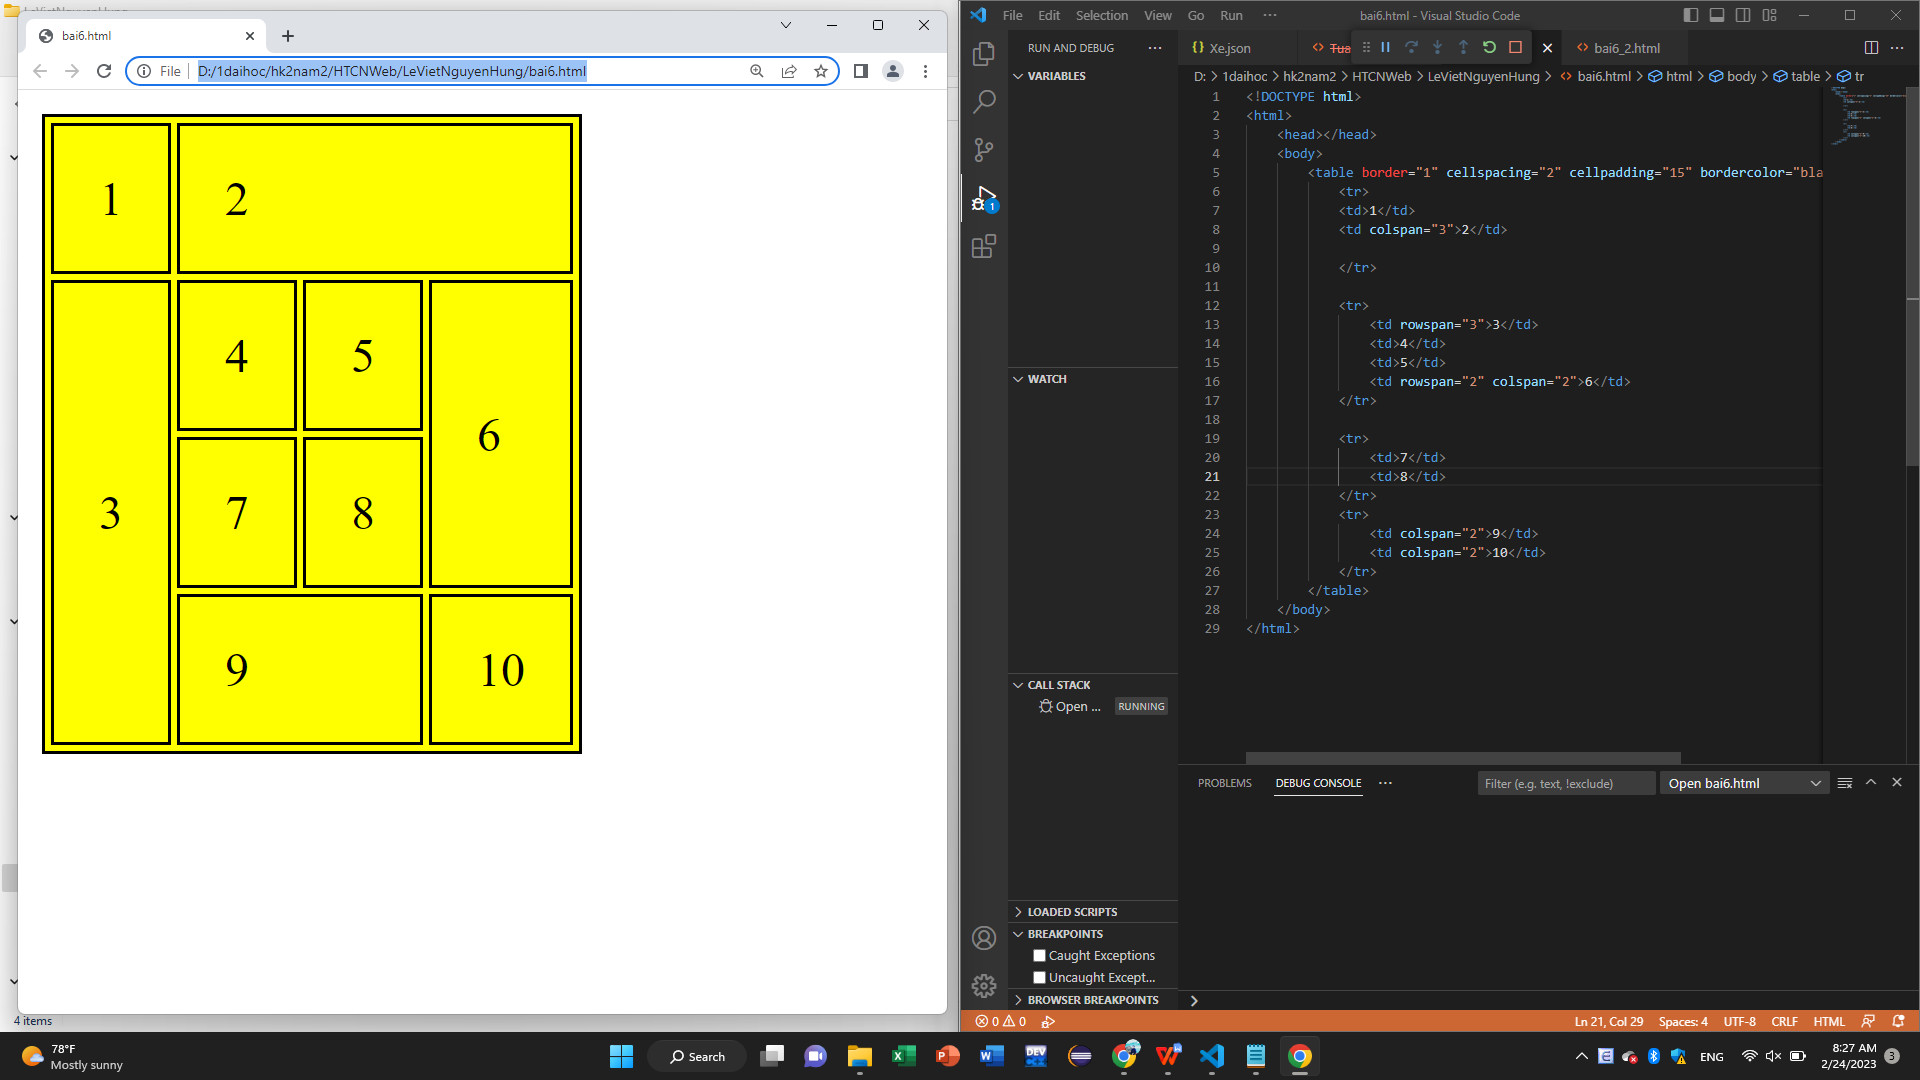 bai6.html
File
D:/1daihoc/hk2nam2/HTCNWeb/LeVietNguyenHung/bai6.html
1
2
3
4
5
6
7
8
9
10
4 items
File Edit Selection View Go Run ···
bai6.html - Visual Studio Code
RUN AND DEBUG ···
VARIABLES
WATCH
CALL STACK
Open ... RUNNING
LOADED SCRIPTS
BREAKPOINTS
Caught Exceptions
Uncaught Except...
BROWSER BREAKPOINTS
{} Xe.json
<> Tua
<> bai6_2.html
D: > 1daihoc > hk2nam2 > HTCNWeb > LeVietNguyenHung > <> bai6.html > html > body > table > tr
1 <!DOCTYPE html>
2 <html>
3 <head></head>
4 <body>
5 <table border="1" cellspacing="2" cellpadding="15" bordercolor="bla
6 <tr>
7 <td>1</td>
8 <td colspan="3">2</td>
9
10 </tr>
11
12 <tr>
13 <td rowspan="3">3</td>
14 <td>4</td>
15 <td>5</td>
16 <td rowspan="2" colspan="2">6</td>
17 </tr>
18
19 <tr>
20 <td>7</td>
21 <td>8</td>
22 </tr>
23 <tr>
24 <td colspan="2">9</td>
25 <td colspan="2">10</td>
26 </tr>
27 </table>
28 </body>
29 </html>
PROBLEMS DEBUG CONSOLE ···
Filter (e.g. text, !exclude)
Open bai6.html
0 0
Ln 21, Col 29 Spaces: 4 UTF-8 CRLF HTML
78°F
Mostly sunny
Search
DEV
ENG
8:27 AM
2/24/2023
3